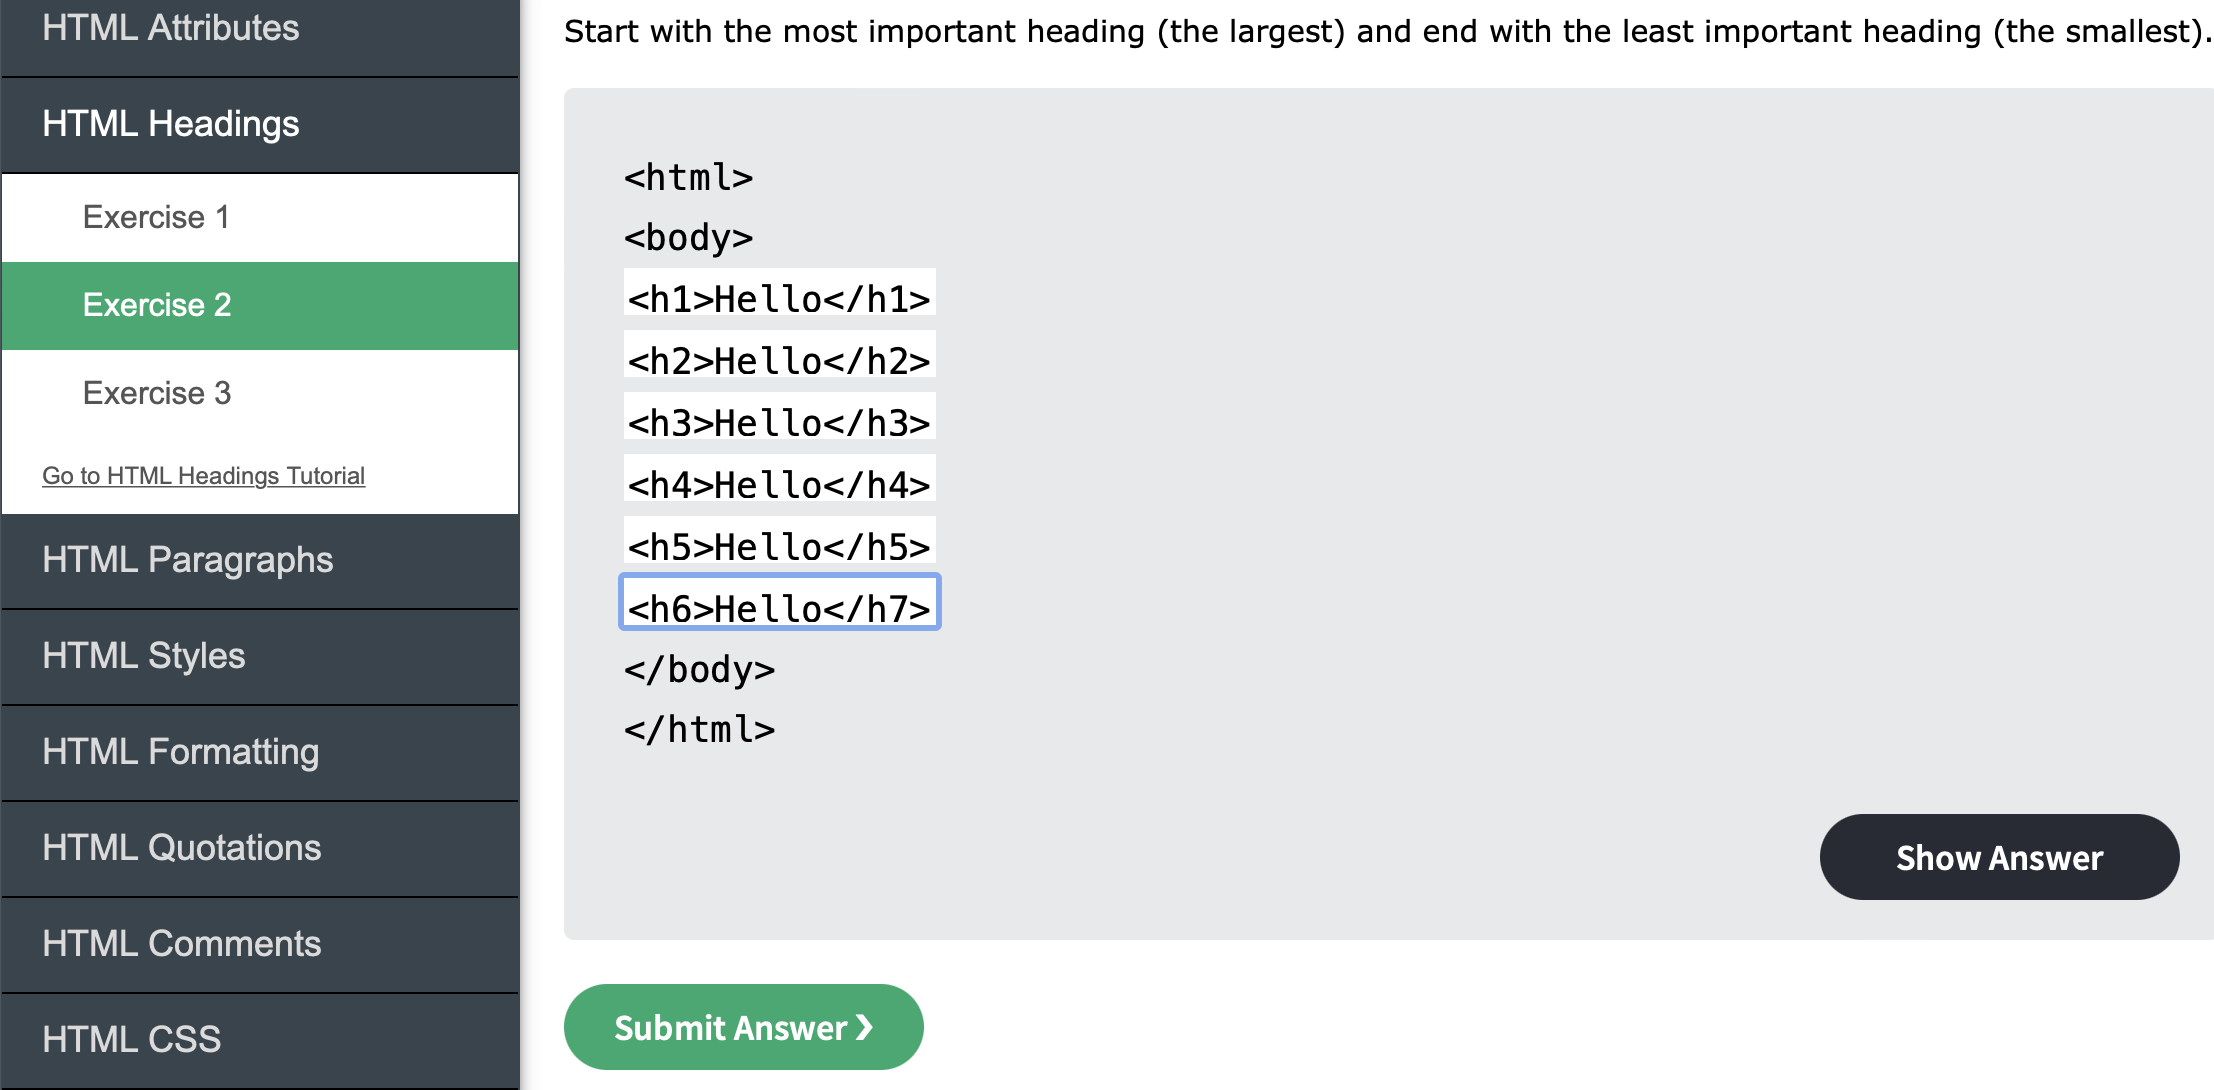 HTML Attributes
HTML Headings
Exercise 1
Exercise 2
Exercise 3
Go to HTML Headings Tutorial
HTML Paragraphs
HTML Styles
HTML Formatting
HTML Quotations
HTML Comments
HTML CSS
Start with the most important heading (the largest) and end with the least important heading (the smallest).
<html>
<body>
<h1>Hello</h1>
<h2>Hello</h2>
<h3>Hello</h3>
<h4>Hello</h4>
<h5>Hello</h5>
<h6>Hello</h7>
</body>
</html>
Show Answer
Submit Answer ❯